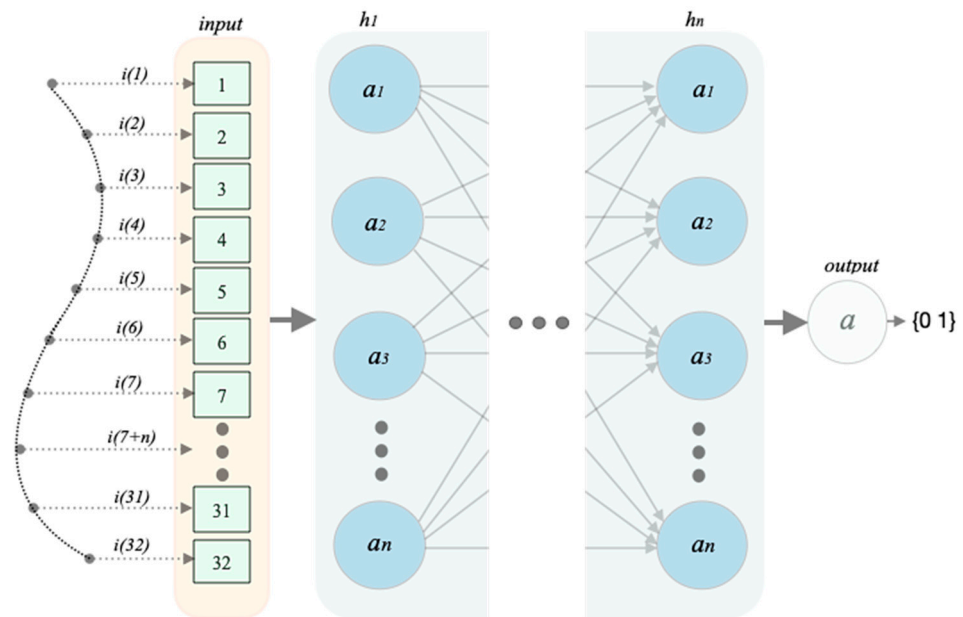 input
h1
hn
i(1)
1
i(2)
2
i(3)
3
i(4)
4
i(5)
5
i(6)
6
i(7)
7
i(7+n)
i(31)
31
i(32)
32
a1
a2
a3
an
a1
a2
a3
an
output
a
{0 1}